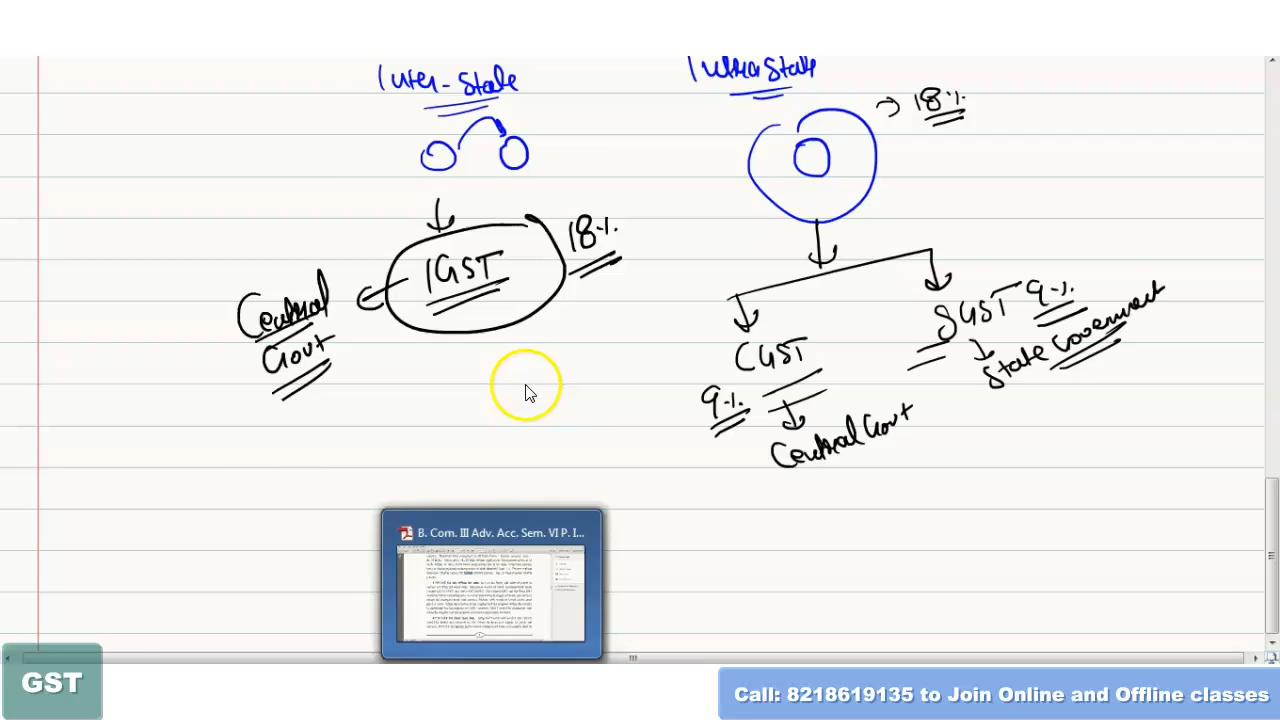 Inter-State
Intra State
18%
IGST
18%
Central
Govt
CGST
9%
Central Govt
SGST 9%
State Government
B. Com. III Adv. Acc. Sem. VI P. I...
GST
Call: 8218619135 to Join Online and Offline classes